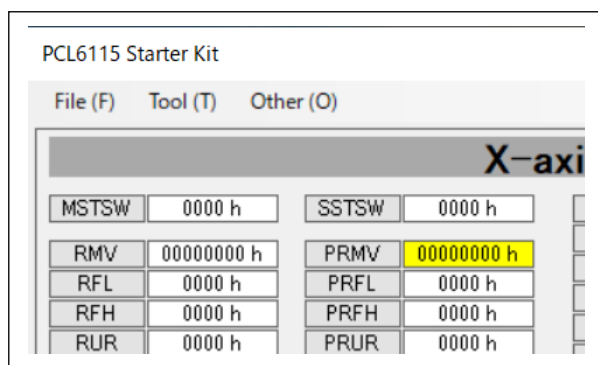 PCL6115 Starter Kit
File (F) Tool (T) Other (O)
X-axi
MSTSW 0000 h SSTSW 0000 h
RMV 00000000 h PRMV 00000000 h
RFL 0000 h PRFL 0000 h
RFH 0000 h PRFH 0000 h
RUR 0000 h PRUR 0000 h